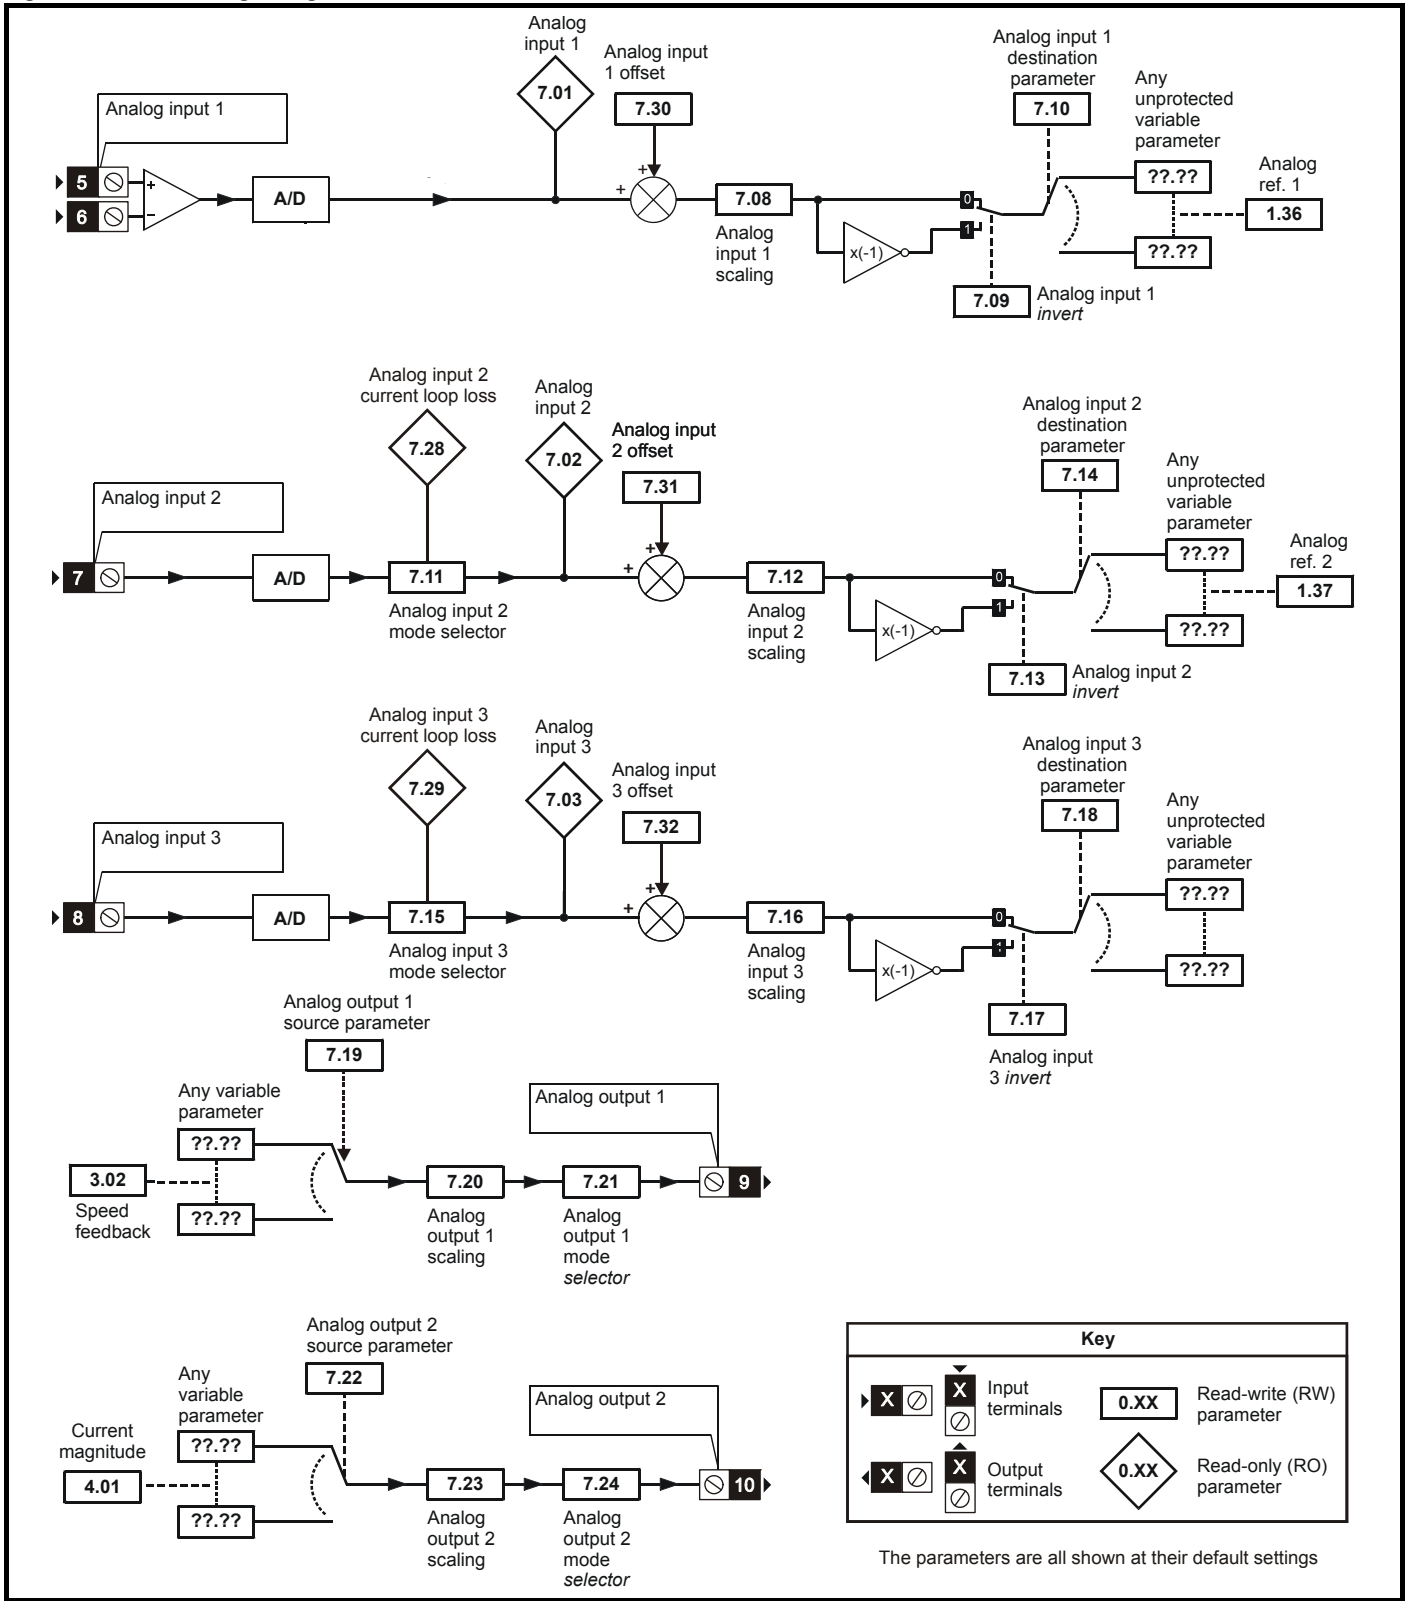 Analog
input 1
7.01
Analog input
1 offset
7.30
Analog input 1
destination
parameter
7.10
Any
unprotected
variable
parameter
??.??
??.??
Analog
ref. 1
1.36
Analog input 1
5
6
+
−
A/D
+
+
7.08
Analog
input 1
scaling
x(-1)
0
1
7.09
Analog input 1
invert
Analog input 2
current loop loss
7.28
Analog
input 2
7.02
Analog input
2 offset
7.31
Analog input 2
destination
parameter
7.14
Any
unprotected
variable
parameter
??.??
??.??
Analog
ref. 2
1.37
Analog input 2
7
A/D
7.11
Analog input 2
mode selector
+
+
7.12
Analog
input 2
scaling
x(-1)
0
1
7.13
Analog input 2
invert
Analog input 3
current loop loss
7.29
Analog
input 3
7.03
Analog input
3 offset
7.32
Analog input 3
destination
parameter
7.18
Any
unprotected
variable
parameter
??.??
??.??
Analog input 3
8
A/D
7.15
Analog input 3
mode selector
+
+
7.16
Analog
input 3
scaling
x(-1)
0
1
7.17
Analog input
3 invert
Analog output 1
source parameter
7.19
Any variable
parameter
??.??
??.??
3.02
Speed
feedback
7.20
Analog
output 1
scaling
7.21
Analog
output 1
mode
selector
Analog output 1
9
Analog output 2
source parameter
7.22
Any
variable
parameter
??.??
??.??
Current
magnitude
4.01
7.23
Analog
output 2
scaling
7.24
Analog
output 2
mode
selector
Analog output 2
10
Key
X
X
Input
terminals
0.XX
Read-write (RW)
parameter
X
X
Output
terminals
0.XX
Read-only (RO)
parameter
The parameters are all shown at their default settings